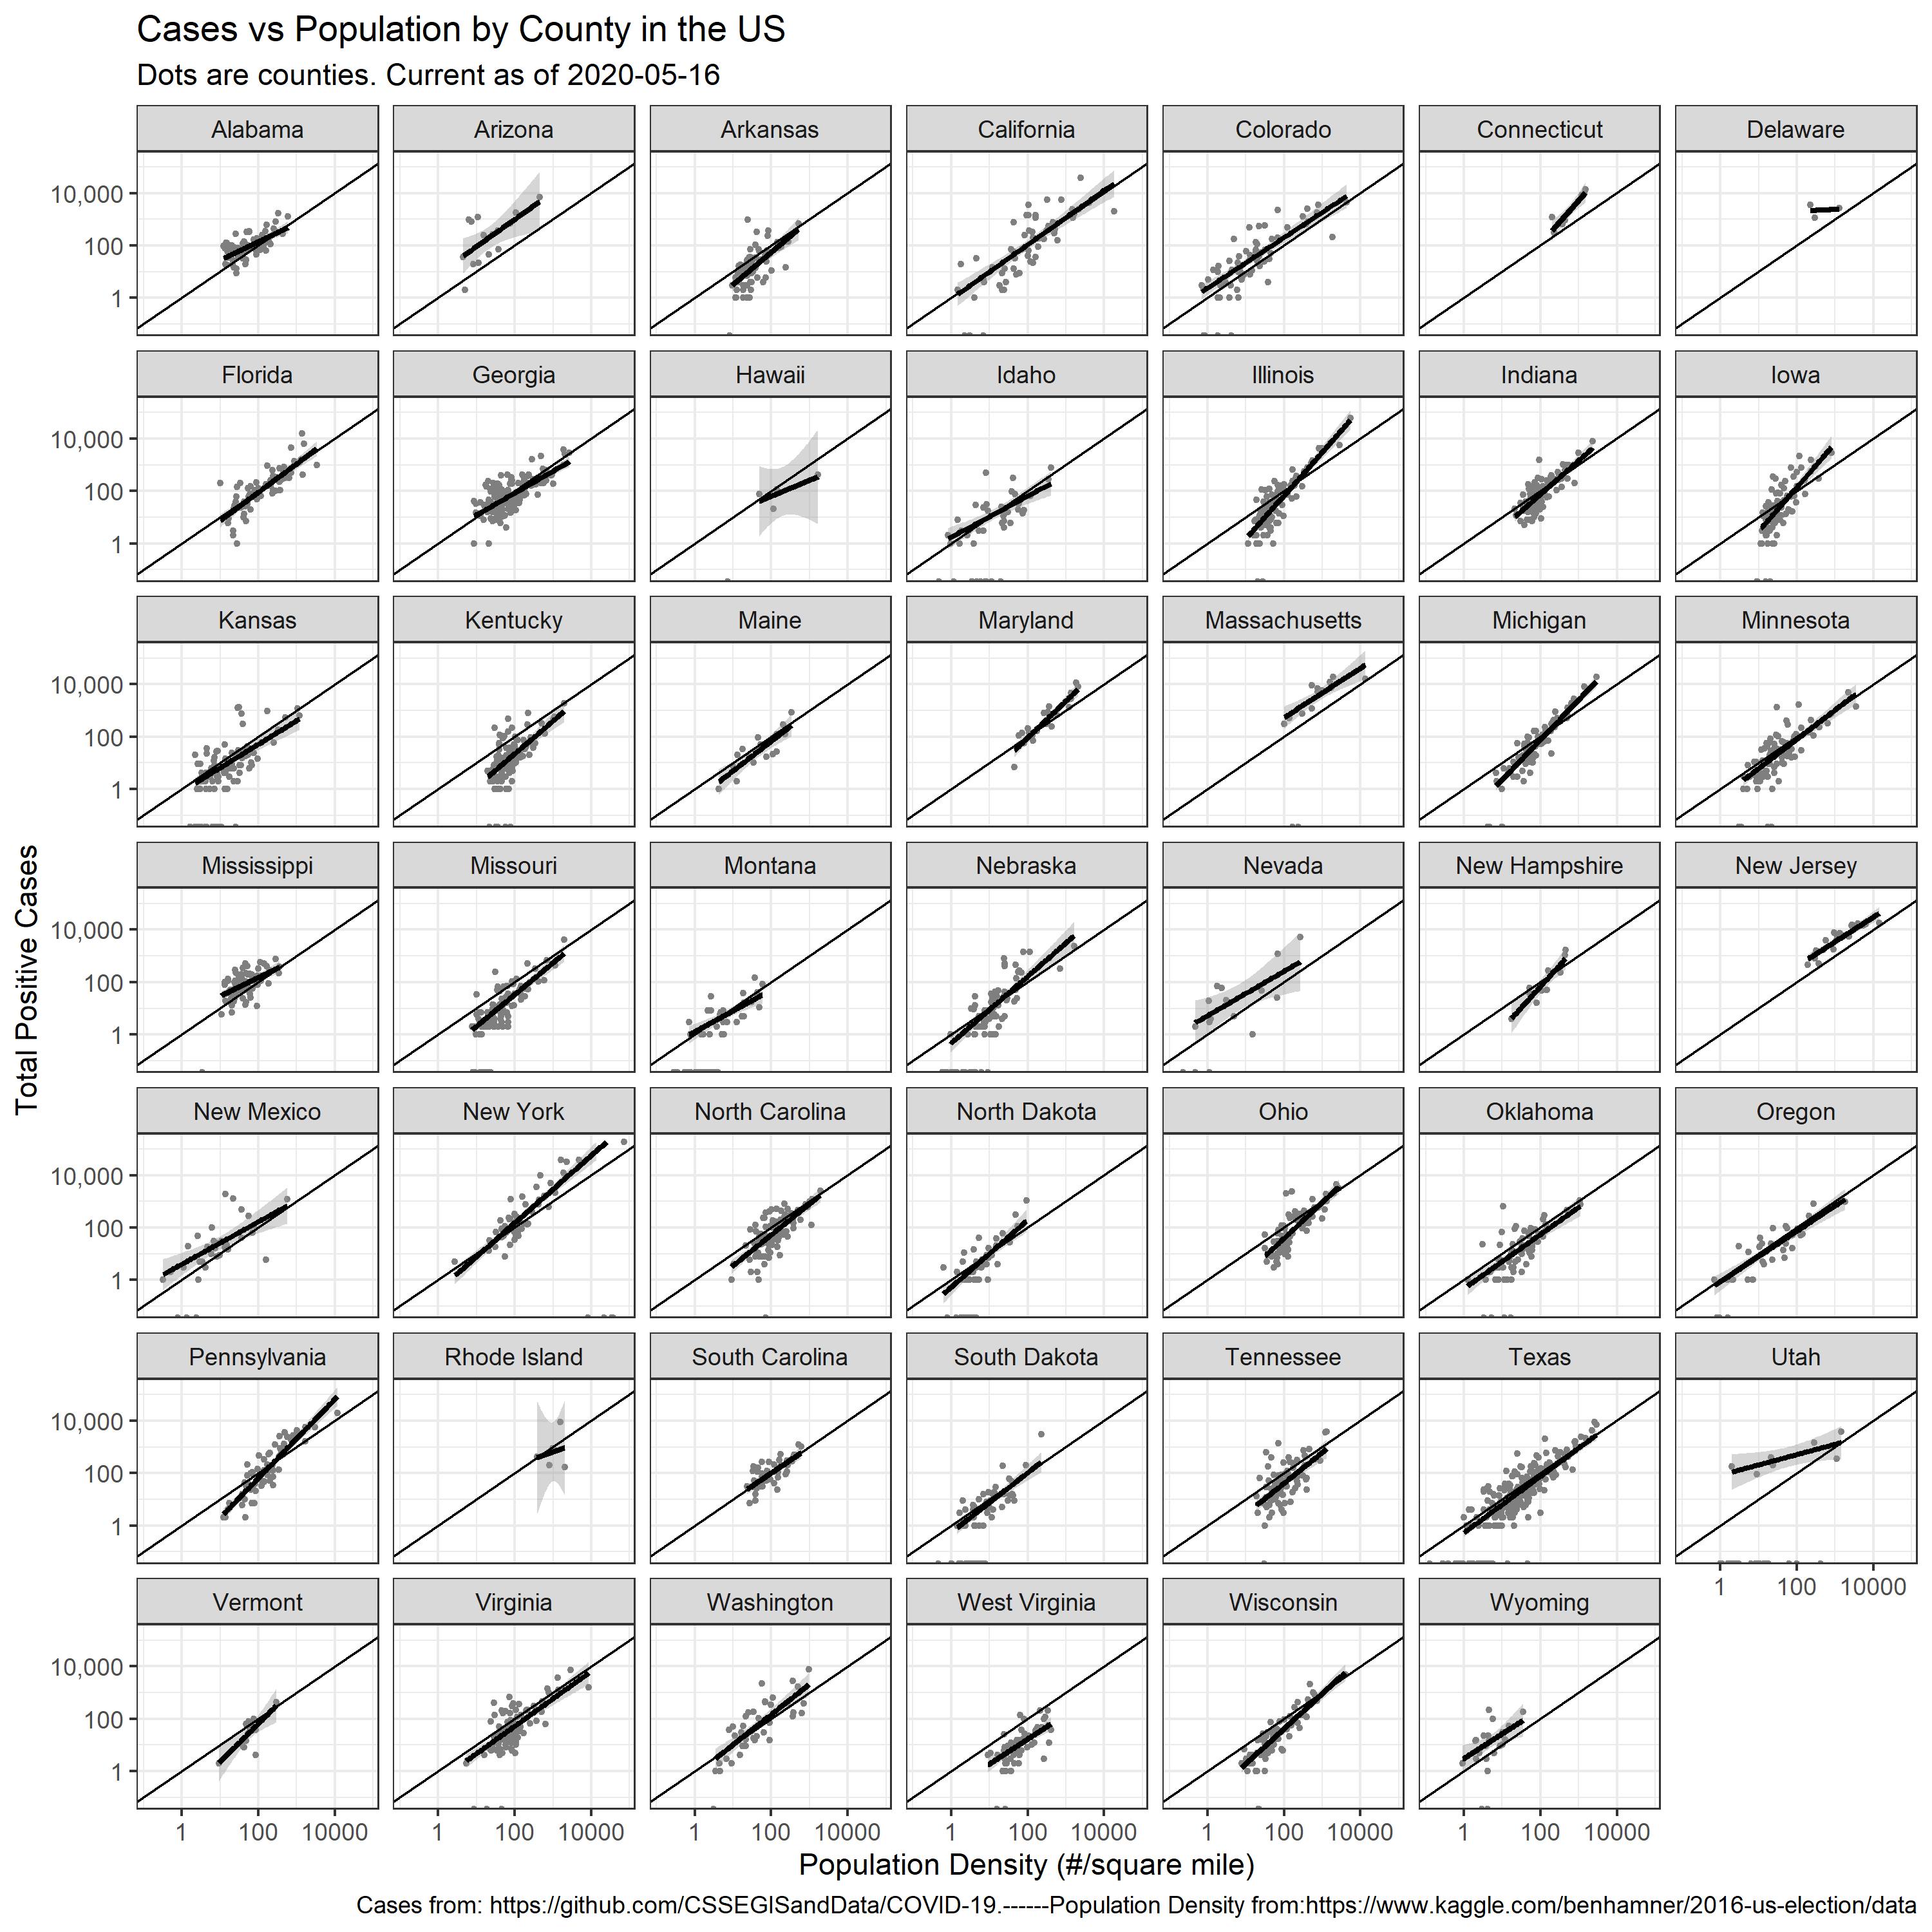 Cases vs Population by County in the US
Dots are counties. Current as of 2020-05-16
Alabama Arizona Arkansas California Colorado Connecticut Delaware
10,000
100
1
Florida Georgia Hawaii Idaho Illinois Indiana Iowa
10,000
100
1
Kansas Kentucky Maine Maryland Massachusetts Michigan Minnesota
10,000
100
1
Total Positive Cases
Mississippi Missouri Montana Nebraska Nevada New Hampshire New Jersey
10,000
100
1
New Mexico New York North Carolina North Dakota Ohio Oklahoma Oregon
10,000
100
1
Pennsylvania Rhode Island South Carolina South Dakota Tennessee Texas Utah
10,000
100
1
1 100 10000
Vermont Virginia Washington West Virginia Wisconsin Wyoming
10,000
100
1
1 100 10000 1 100 10000 1 100 10000 1 100 10000 1 100 10000 1 100 10000
Population Density (#/square mile)
Cases from: https://github.com/CSSEGISandData/COVID-19.------Population Density from:https://www.kaggle.com/benhamner/2016-us-election/data